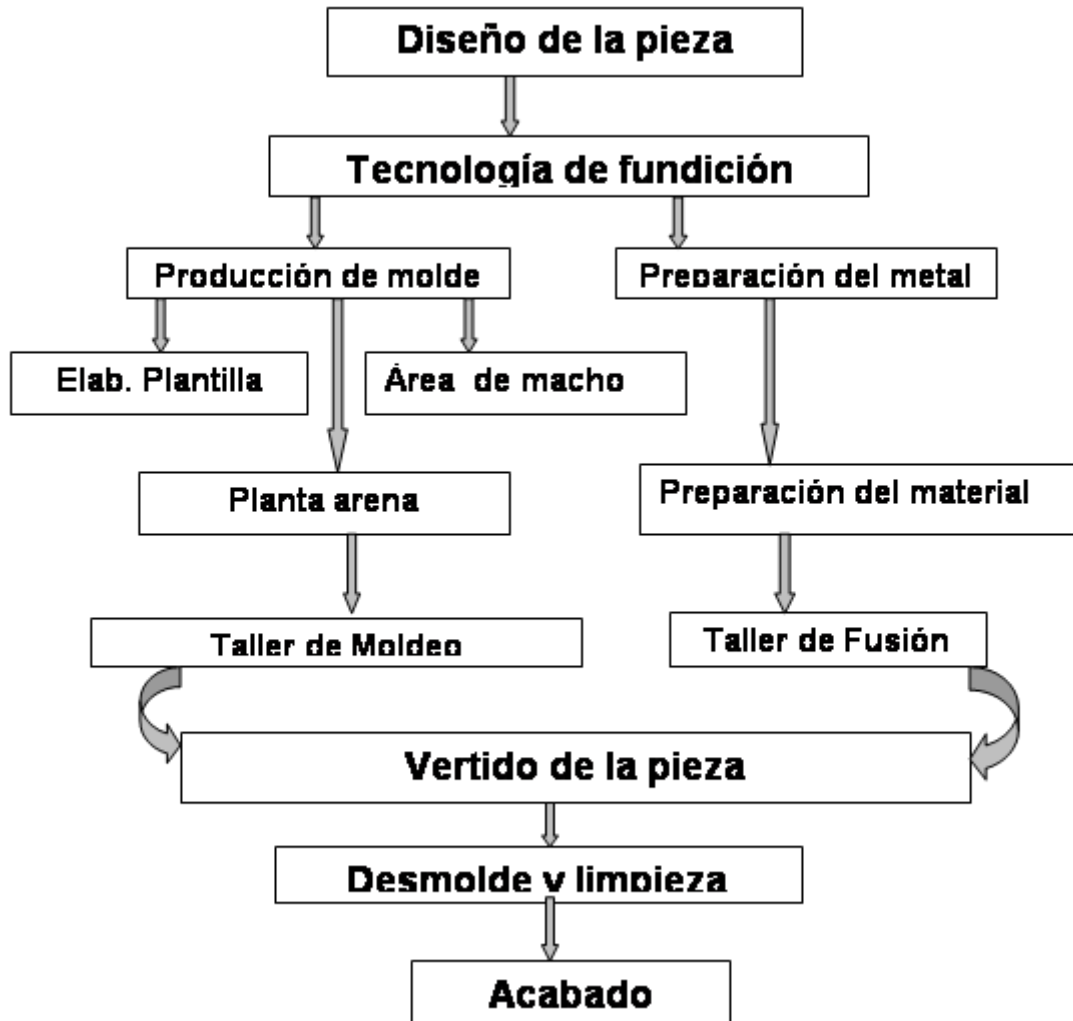 Diseño de la pieza
Tecnología de fundición
Producción de molde
Preparación del metal
Elab. Plantilla
Área de macho
Planta arena
Preparación del material
Taller de Moldeo
Taller de Fusión
Vertido de la pieza
Desmolde y limpieza
Acabado